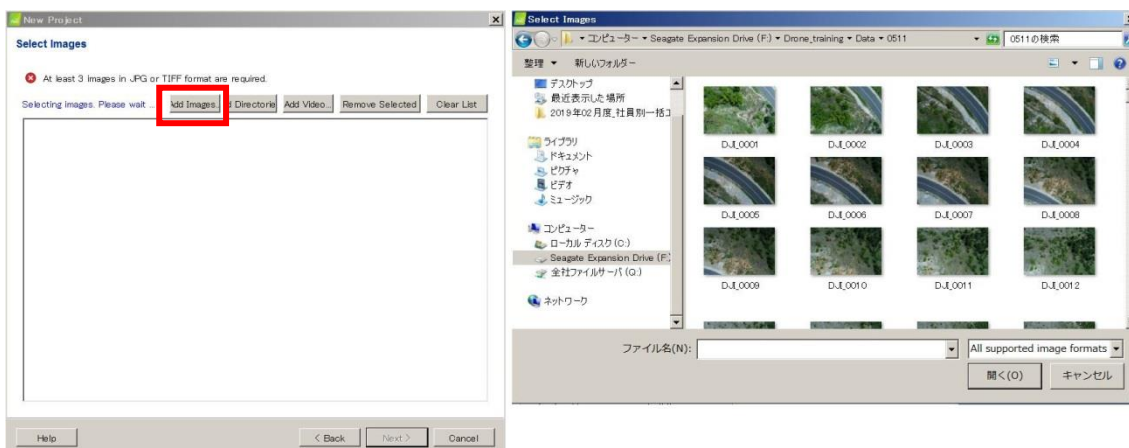 New Project
Select Images
At least 3 images in JPG or TIFF format are required.
Selecting images. Please wait ...
Add Images..
d Directorie
Add Video...
Remove Selected
Clear List
Help
< Back
Next >
Cancel
Select Images
コンピューター ▾ Seagate Expansion Drive (F:) ▾ Drone_training ▾ Data ▾ 0511
0511の検索
整理 ▼ 新しいフォルダー
デスクトップ
最近表示した場所
2019年02月度_社員別一括工
ライブラリ
ドキュメント
ピクチャ
ビデオ
ミュージック
コンピューター
ローカル ディスク (C:)
Seagate Expansion Drive (F:
全社ファイルサーバ (Q:)
ネットワーク
DJI_0001 DJI_0002 DJI_0003 DJI_0004
DJI_0005 DJI_0006 DJI_0007 DJI_0008
DJI_0009 DJI_0010 DJI_0011 DJI_0012
ファイル名(N):
All supported image formats
開く(O) キャンセル